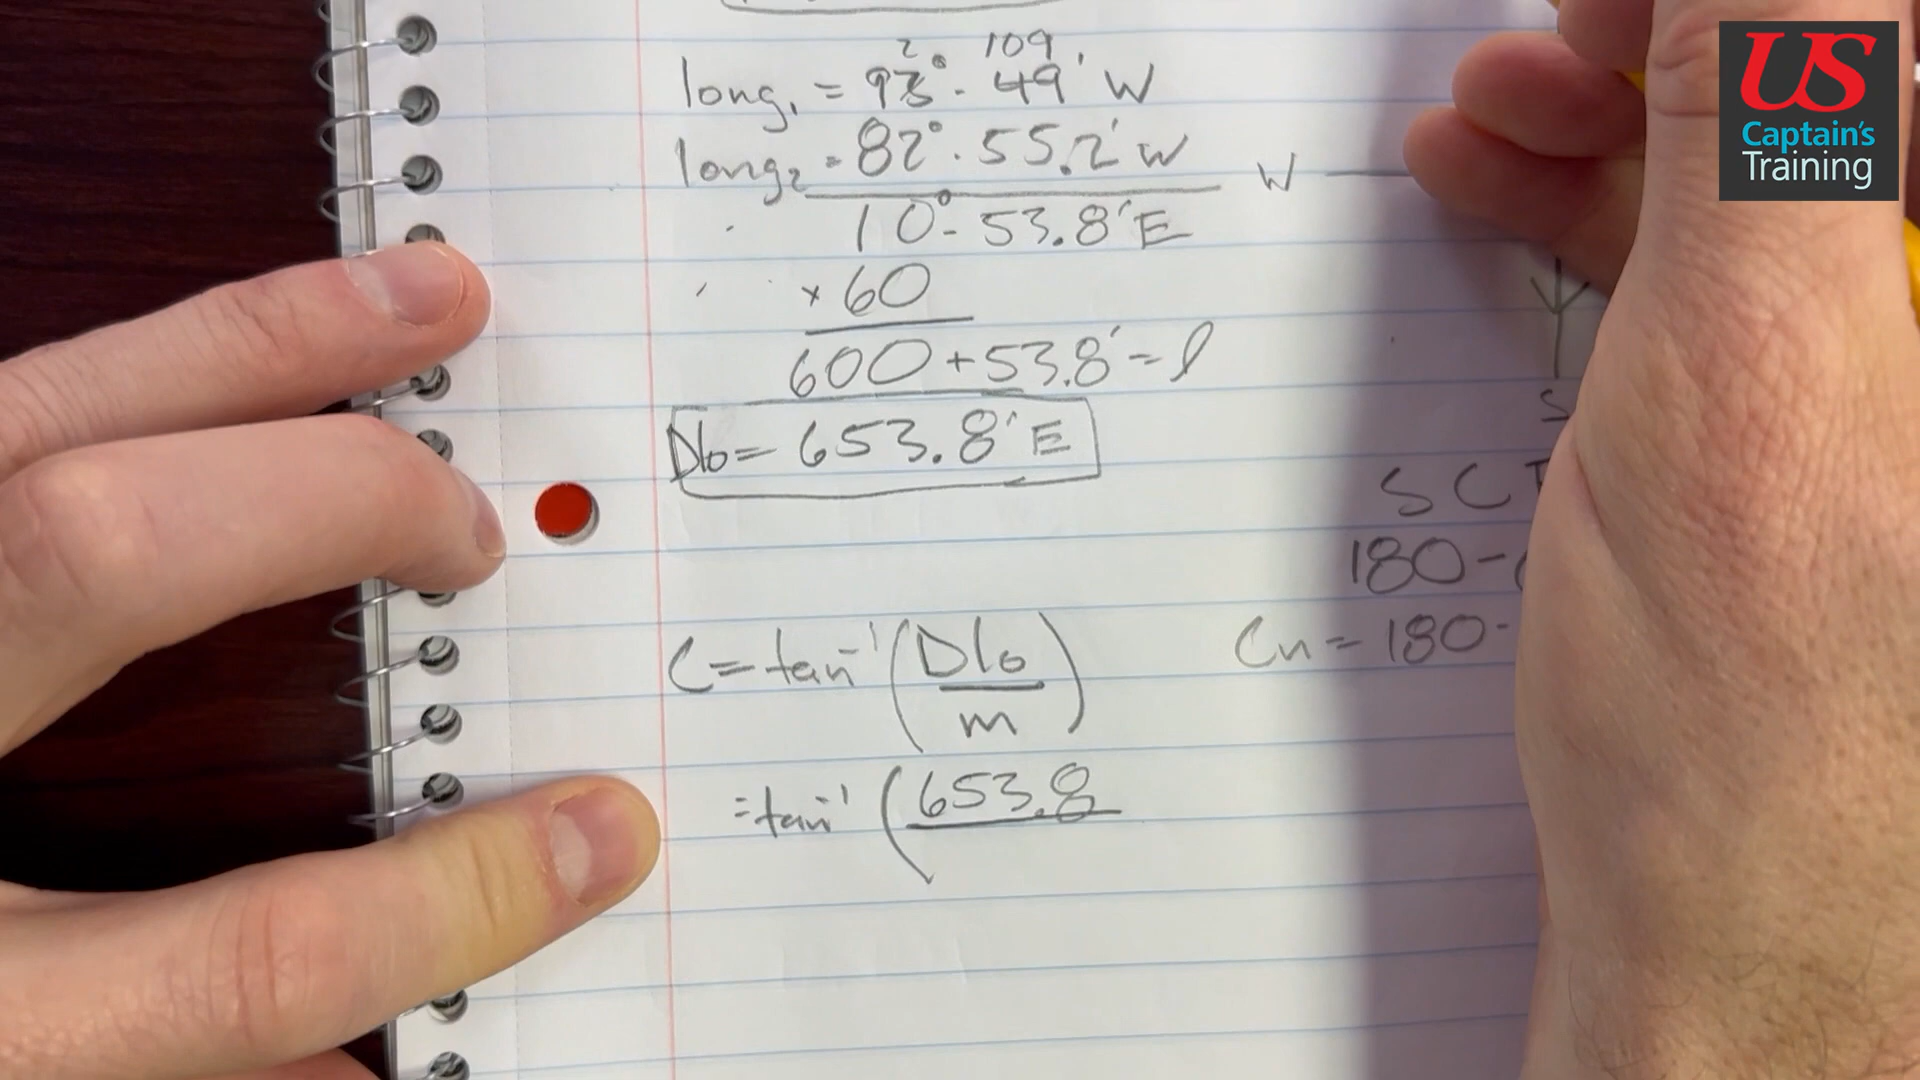 2 109
long₁ = 93° - 49' W
long₂ = 82° - 55.2' W
10° - 53.8' E
× 60
600 + 53.8' = l
Dlo = 653.8' E
C = tan⁻¹ (Dlo / m)
= tan⁻¹ (653.8
W
S
S C
180 -
Cn = 180 -
US
Captain's
Training